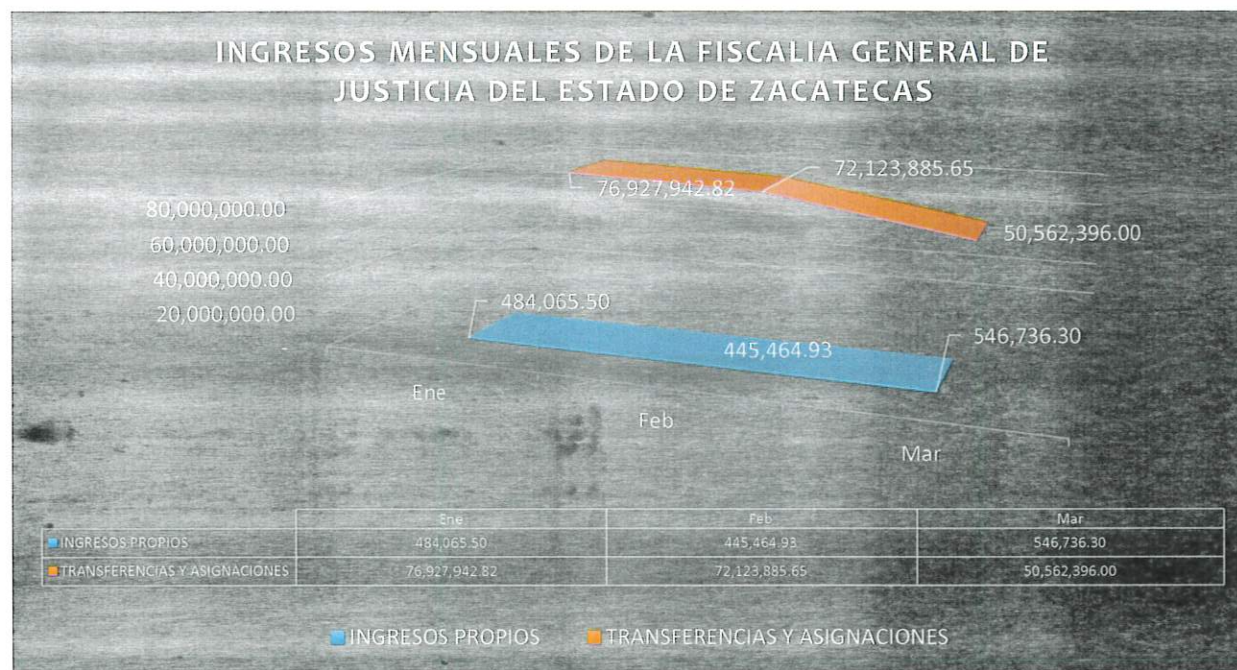 INGRESOS MENSUALES DE LA FISCALIA GENERAL DE
JUSTICIA DEL ESTADO DE ZACATECAS
72,123,885.65
76,927,942.82
80,000,000.00
50,562,396.00
60,000,000.00
40,000,000.00
484,065.50
20,000,000.00
546,736.30
445,464.93
Ene
Feb
Mar
Ene Feb Mar
INGRESOS PROPIOS 484,065.50 445,464.93 546,736.30
TRANSFERENCIAS Y ASIGNACIONES 76,927,942.82 72,123,885.65 50,562,396.00
INGRESOS PROPIOS TRANSFERENCIAS Y ASIGNACIONES